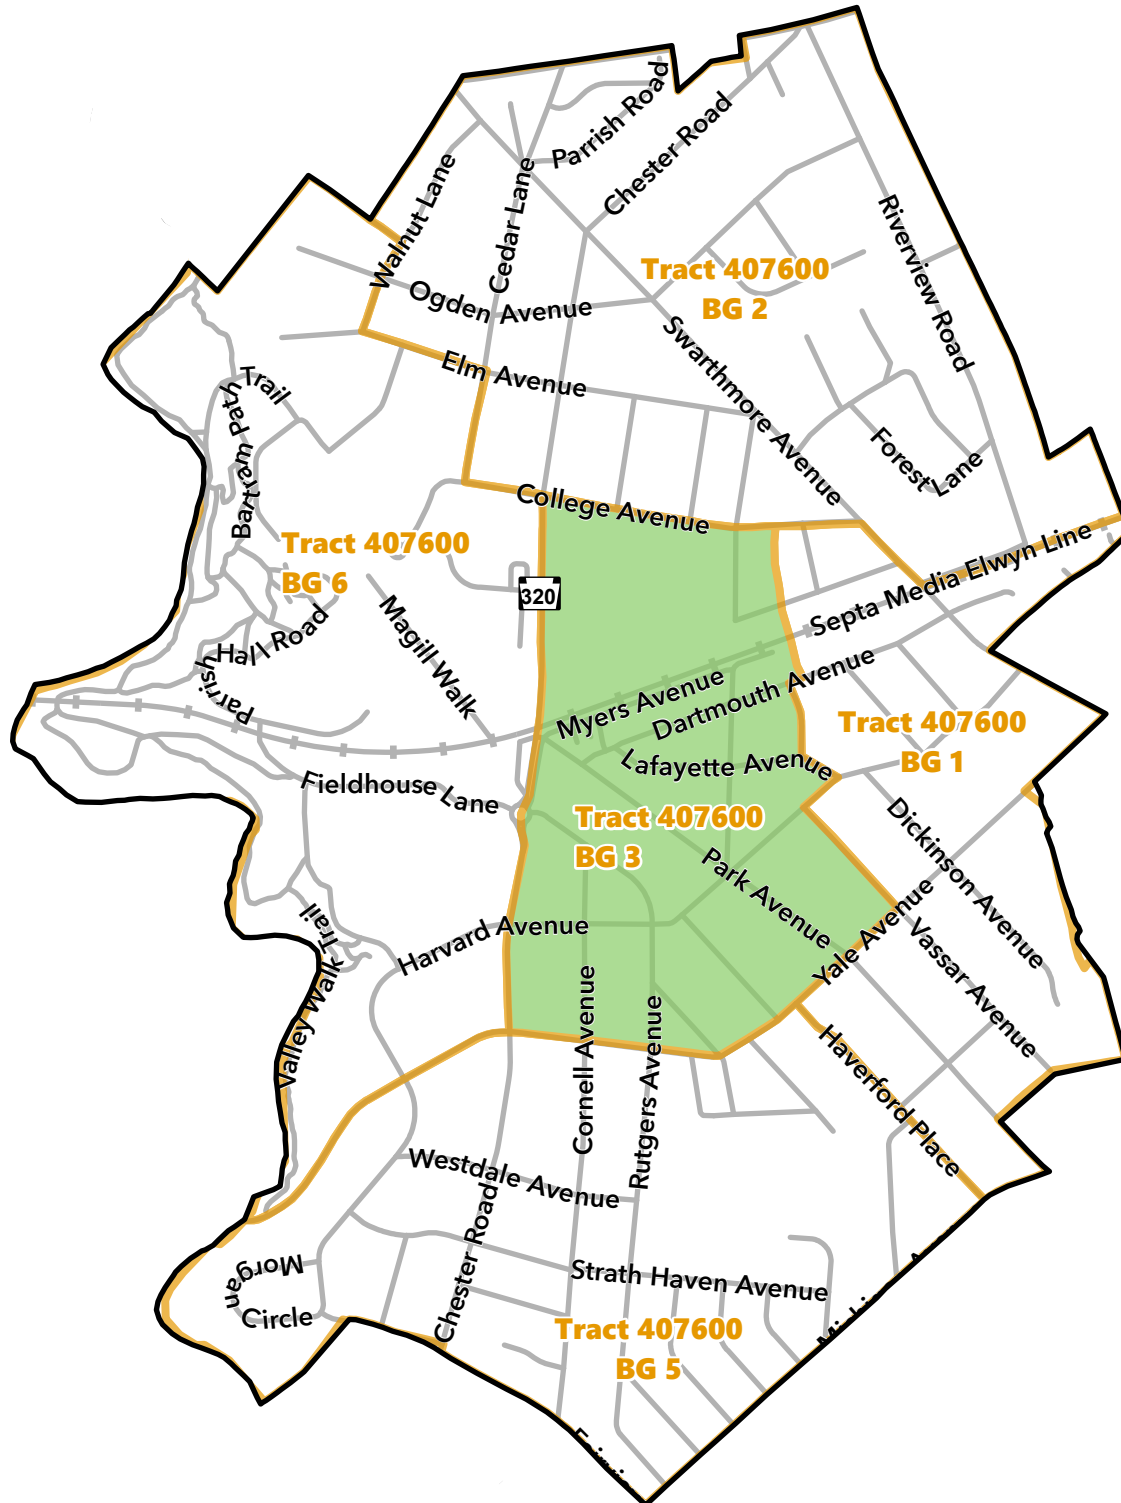 Parrish Road
Chester Road
Walnut Lane
Cedar Lane
Riverview Road
Tract 407600
BG 2
Ogden Avenue
Swarthmore Avenue
Elm Avenue
Trail
Bartram Path
Forest Lane
College Avenue
Tract 407600
BG 6
Septa Media Elwyn Line
320
Magill Walk
Hall Road
Parrish
Myers Avenue
Dartmouth Avenue
Tract 407600
BG 1
Lafayette Avenue
Fieldhouse Lane
Tract 407600
BG 3
Dickinson Avenue
Park Avenue
Yale Avenue
Harvard Avenue
Valley Walk Trail
Vassar Avenue
Cornell Avenue
Rutgers Avenue
Haverford Place
Westdale Avenue
Chester Road
Morgan
Circle
Strath Haven Avenue
Tract 407600
BG 5